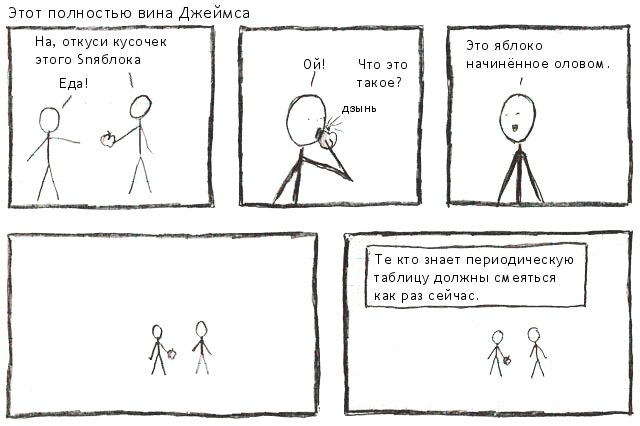 Этот полностью вина Джеймса
На, откуси кусочек
этого Snяблока
Еда!
Ой!
Что это
такое?
дзынь
Это яблоко
начинённое оловом.
Те кто знает периодическую
таблицу должны смеяться
как раз сейчас.